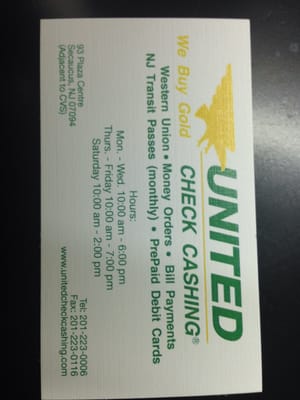 UNITED
CHECK CASHING®
We Buy Gold
Western Union • Money Orders • Bill Payments
NJ Transit Passes (monthly) • PrePaid Debit Cards
Hours:
Mon. - Wed. 10:00 am - 6:00 pm
Thurs. - Friday 10:00 am - 7:00 pm
Saturday 10:00 am - 2:00 pm
93 Plaza Centre
Secaucus, NJ 07094
(Adjacent to CVS)
Tel: 201-223-0006
Fax: 201-223-0116
www.unitedcheckcashing.com